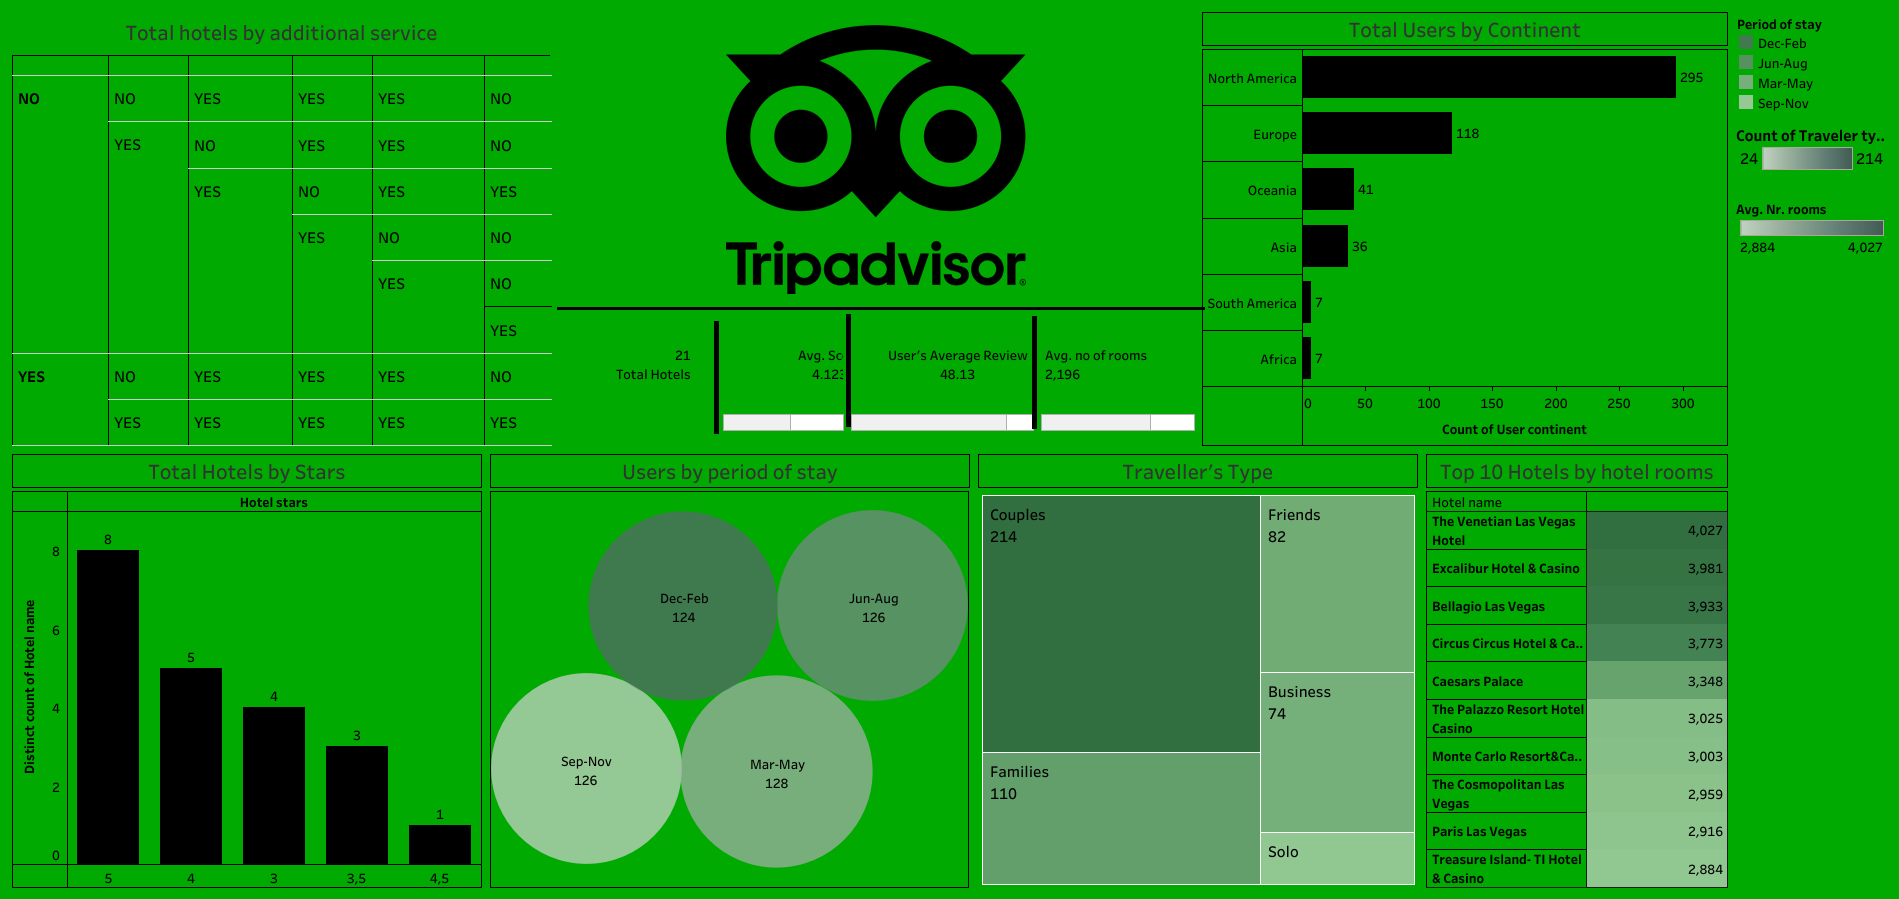 Total hotels by additional service
NO NO YES YES YES NO
YES NO YES YES NO
YES NO YES YES
YES NO NO
YES NO
YES
YES NO YES YES YES NO
YES YES YES YES YES
Tripadvisor®
21
Total Hotels
Avg. Sc
4.123
User's Average Review
48.13
Avg. no of rooms
2,196
Total Users by Continent
North America 295
Europe 118
Oceania 41
Asia 36
South America 7
Africa 7
0 50 100 150 200 250 300
Count of User continent
Period of stay
Dec-Feb
Jun-Aug
Mar-May
Sep-Nov
Count of Traveler ty..
24 214
Avg. Nr. rooms
2,884 4,027
Total Hotels by Stars
Hotel stars
Distinct count of Hotel name
8
6
4
2
0
8
5
4
3
1
5 4 3 3,5 4,5
Users by period of stay
Dec-Feb
124
Jun-Aug
126
Sep-Nov
126
Mar-May
128
Traveller's Type
Couples
214
Families
110
Friends
82
Business
74
Solo
Top 10 Hotels by hotel rooms
Hotel name
The Venetian Las Vegas
Hotel 4,027
Excalibur Hotel & Casino 3,981
Bellagio Las Vegas 3,933
Circus Circus Hotel & Ca.. 3,773
Caesars Palace 3,348
The Palazzo Resort Hotel
Casino 3,025
Monte Carlo Resort&Ca.. 3,003
The Cosmopolitan Las
Vegas 2,959
Paris Las Vegas 2,916
Treasure Island- TI Hotel
& Casino 2,884